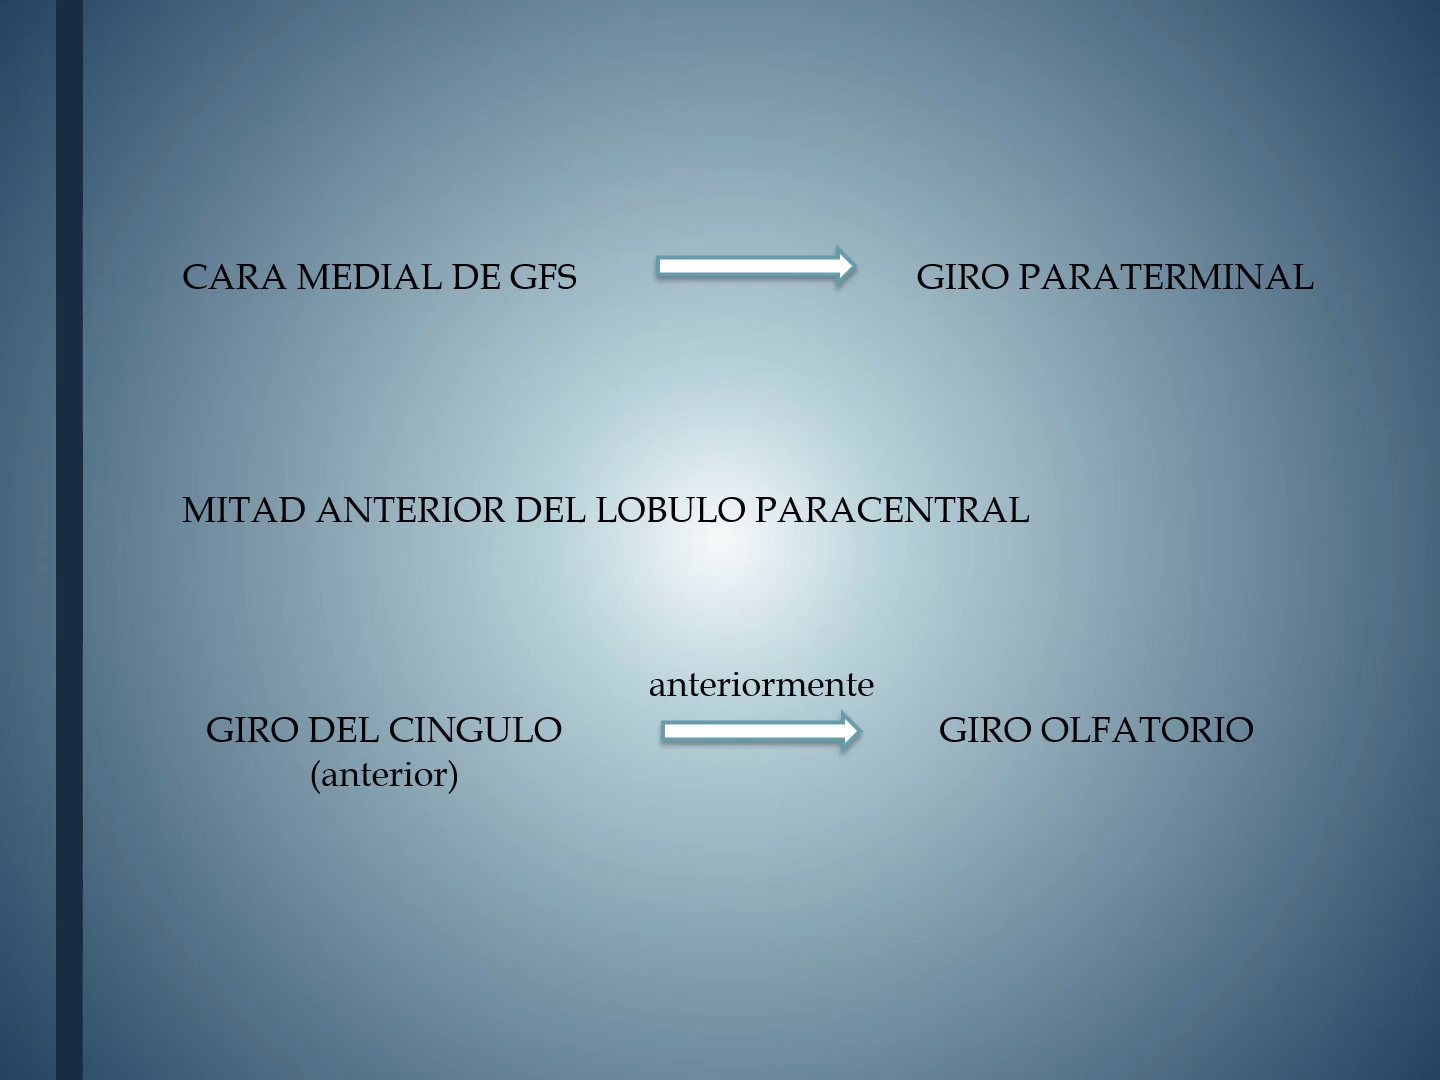 CARA MEDIAL DE GFS
GIRO PARATERMINAL
MITAD ANTERIOR DEL LOBULO PARACENTRAL
anteriormente
GIRO DEL CINGULO
GIRO OLFATORIO
(anterior)